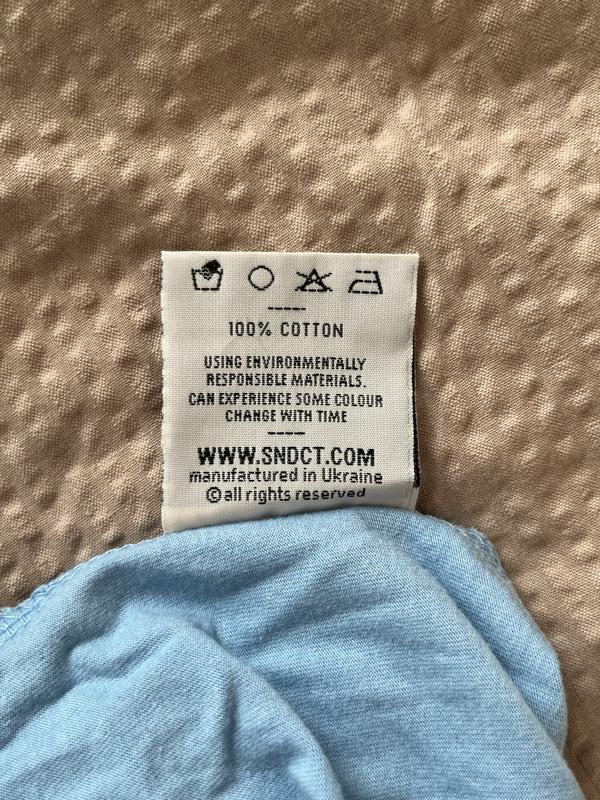 100% COTTON
USING ENVIRONMENTALLY
RESPONSIBLE MATERIALS.
CAN EXPERIENCE SOME COLOUR
CHANGE WITH TIME
WWW.SNDCT.COM
manufactured in Ukraine
©all rights reserved